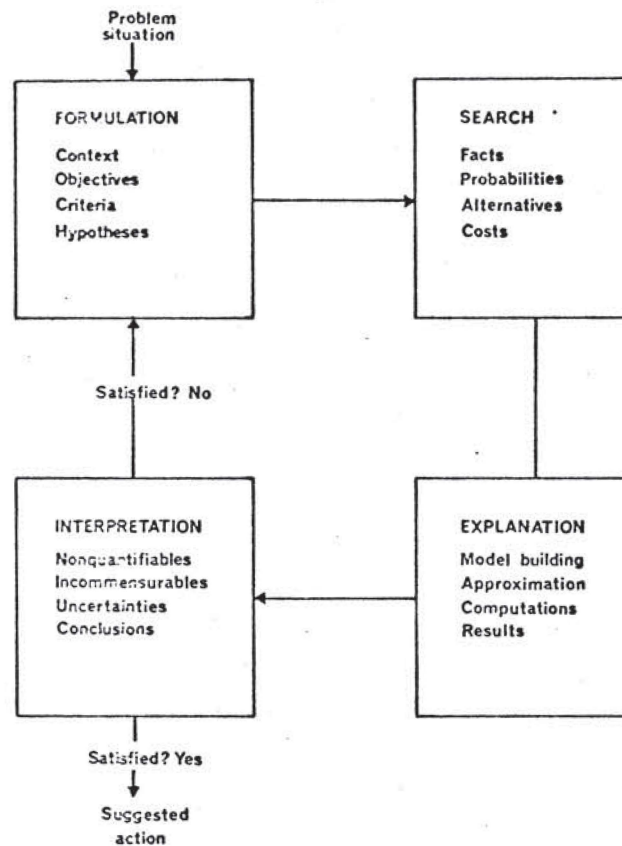 Problem
situation
FORMULATION
Context
Objectives
Criteria
Hypotheses
SEARCH
Facts
Probabilities
Alternatives
Costs
Satisfied? No
INTERPRETATION
Nonquantifiables
Incommensurables
Uncertainties
Conclusions
EXPLANATION
Model building
Approximation
Computations
Results
Satisfied? Yes
Suggested
action